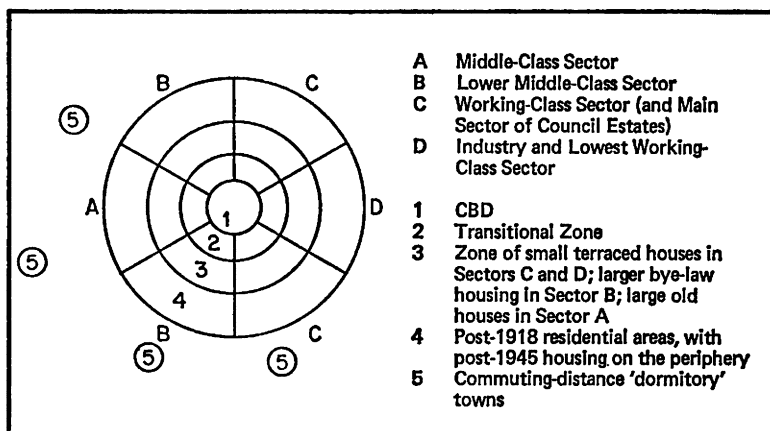 B
C
5
A
D
1
2
3
5
4
B
5
5
C
A Middle-Class Sector
B Lower Middle-Class Sector
C Working-Class Sector (and Main
Sector of Council Estates)
D Industry and Lowest Working-
Class Sector
1 CBD
2 Transitional Zone
3 Zone of small terraced houses in
Sectors C and D; larger bye-law
housing in Sector B; large old
houses in Sector A
4 Post-1918 residential areas, with
post-1945 housing on the periphery
5 Commuting-distance 'dormitory'
towns